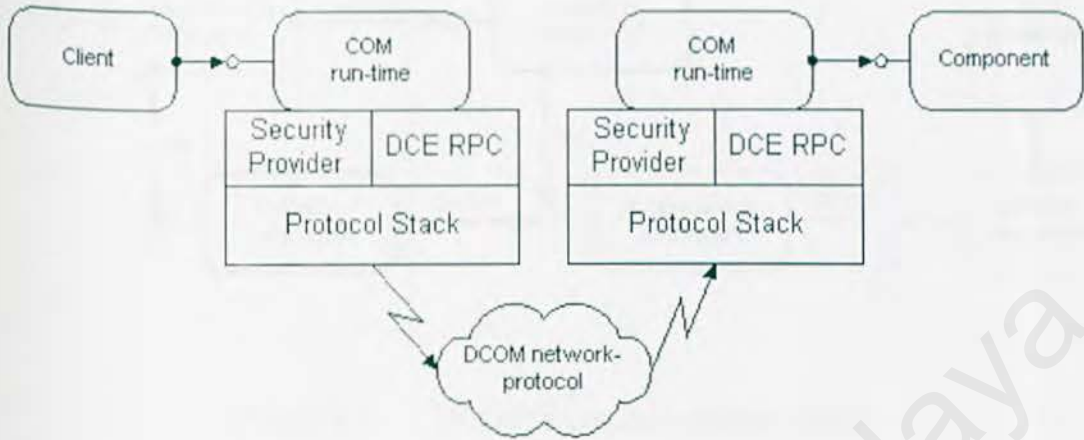 Client
COM
run-time
COM
run-time
Component
Security
Provider
DCE RPC
Security
Provider
DCE RPC
Protocol Stack
Protocol Stack
DCOM network-
protocol
laya